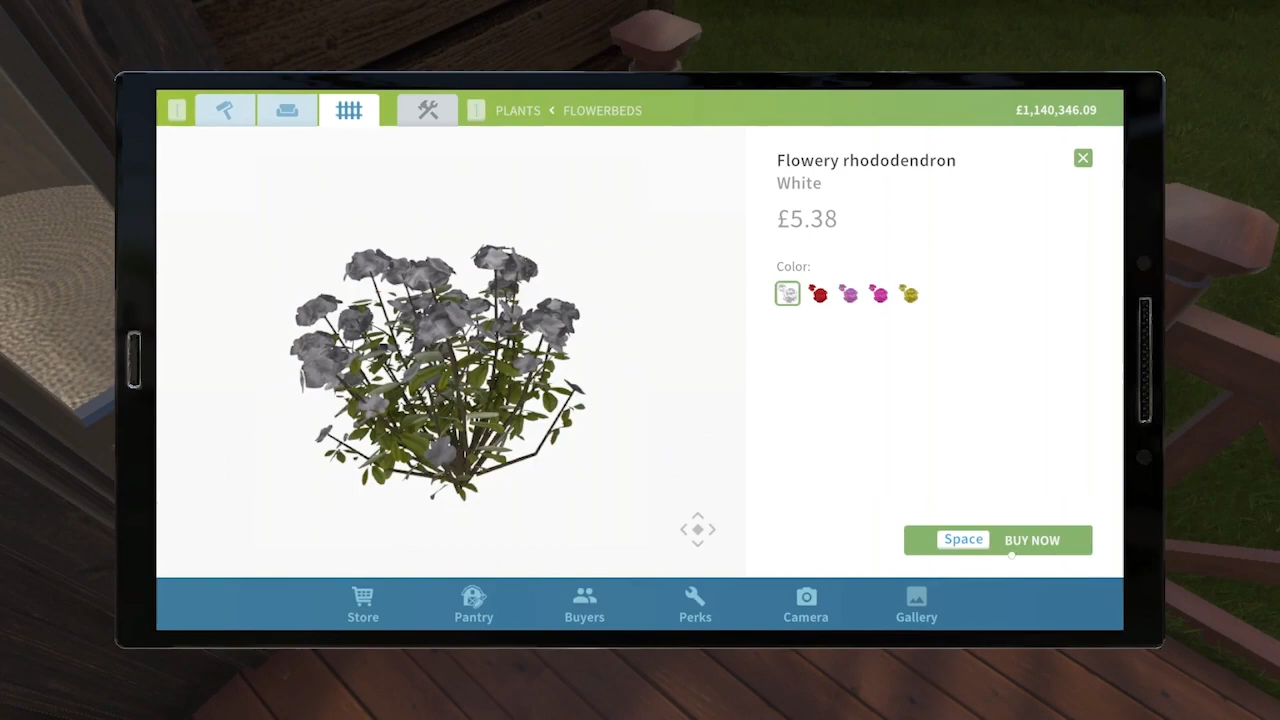 PLANTS < FLOWERBEDS
£1,140,346.09
Flowery rhododendron
White
£5.38
Color:
Space BUY NOW
Store Pantry Buyers Perks Camera Gallery